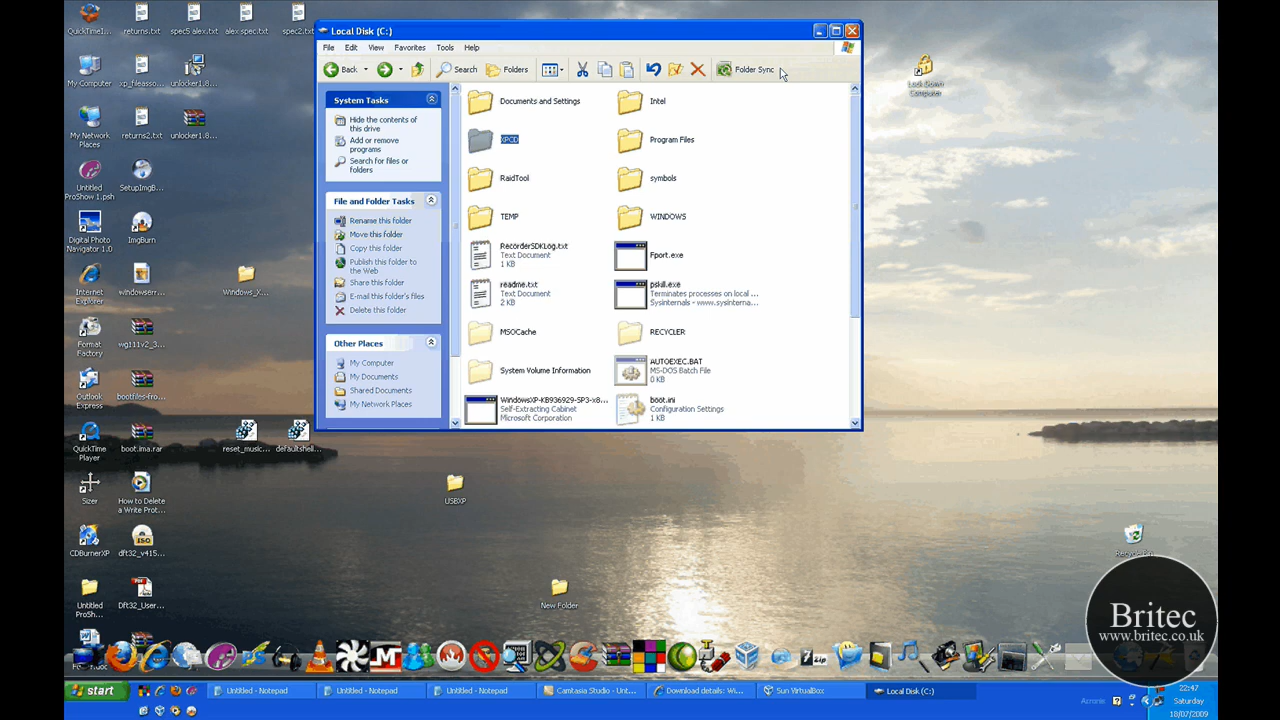 QuickTimeI...
returns.txt
spec5 alex.txt
alex spec.txt
spec2.txt
My Computer
xp_fileasso...
unlocker1.8...
My Network
Places
returns2.txt
unlocker1.8...
Untitled
ProShow 1.psh
SetupImgB...
Digital Photo
Navigator 1.0
ImgBurn
Internet
Explorer
windowserr...
Windows_X...
Format
Factory
wg111v2_3...
Outlook
Express
bootfiles-fro...
QuickTime
Player
boot.ima.rar
reset_music...
defaultshell...
Sizer
How to Delete
a Write Prot...
CDBurnerXP
dft32_v415...
Untitled
ProSh...
Dft32_User...
Local Disk (C:)
File
Edit
View
Favorites
Tools
Help
Back
Search
Folders
Folder Sync
System Tasks
Hide the contents of
this drive
Add or remove
programs
Search for files or
folders
File and Folder Tasks
Rename this folder
Move this folder
Copy this folder
Publish this folder to
the Web
Share this folder
E-mail this folder's files
Delete this folder
Other Places
My Computer
My Documents
Shared Documents
My Network Places
Documents and Settings
Intel
XPCD
Program Files
RaidTool
symbols
TEMP
WINDOWS
RecorderSDKLog.txt
Text Document
1 KB
Fport.exe
readme.txt
Text Document
2 KB
pskill.exe
Terminates processes on local ...
Sysinternals - www.sysinterna...
MSOCache
RECYCLER
System Volume Information
AUTOEXEC.BAT
MS-DOS Batch File
0 KB
WindowsXP-KB936929-SP3-x8...
Self-Extracting Cabinet
Microsoft Corporation
boot.ini
Configuration Settings
1 KB
Lock Down
Computer
USBXP
New Folder
Britec
www.britec.co.uk
7zip
start
Untitled - Notepad
Untitled - Notepad
Untitled - Notepad
Camtasia Studio - Unt...
Download details: Wi...
Sun VirtualBox
Local Disk (C:)
Acronis
22:47
Saturday
18/07/2009